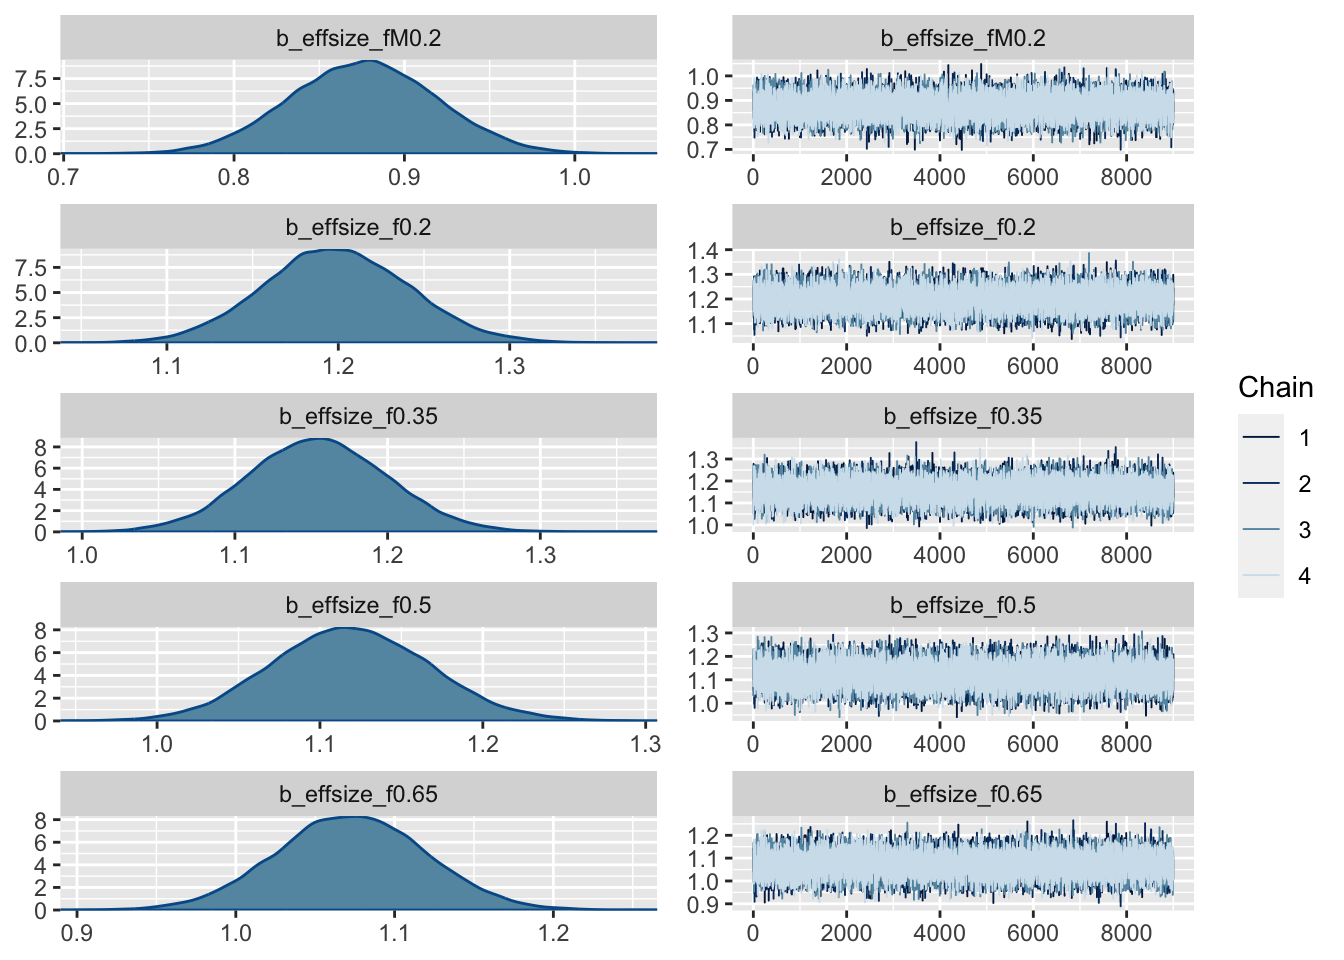 b_effsize_fM0.2
7.5
5.0
2.5
0.0
0.7 0.8 0.9 1.0
b_effsize_fM0.2
1.0
0.9
0.8
0.7
0 2000 4000 6000 8000
b_effsize_f0.2
7.5
5.0
2.5
0.0
1.1 1.2 1.3
b_effsize_f0.2
1.4
1.3
1.2
1.1
0 2000 4000 6000 8000
b_effsize_f0.35
8
6
4
2
0
1.0 1.1 1.2 1.3
b_effsize_f0.35
1.3
1.2
1.1
1.0
0 2000 4000 6000 8000
b_effsize_f0.5
8
6
4
2
0
1.0 1.1 1.2 1.3
b_effsize_f0.5
1.3
1.2
1.1
1.0
0 2000 4000 6000 8000
b_effsize_f0.65
8
6
4
2
0
0.9 1.0 1.1 1.2
b_effsize_f0.65
1.2
1.1
1.0
0.9
0 2000 4000 6000 8000
Chain
1
2
3
4